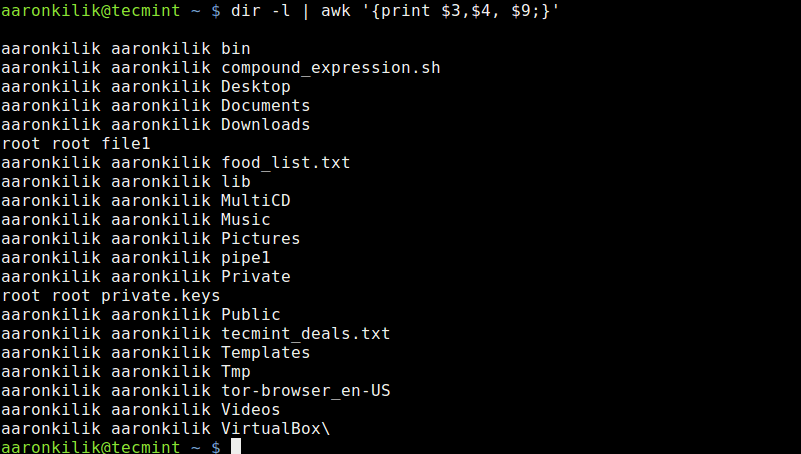 aaronkilik@tecmint ~ $ dir -l | awk '{print $3,$4, $9;}'
aaronkilik aaronkilik bin
aaronkilik aaronkilik compound_expression.sh
aaronkilik aaronkilik Desktop
aaronkilik aaronkilik Documents
aaronkilik aaronkilik Downloads
root root file1
aaronkilik aaronkilik food_list.txt
aaronkilik aaronkilik lib
aaronkilik aaronkilik MultiCD
aaronkilik aaronkilik Music
aaronkilik aaronkilik Pictures
aaronkilik aaronkilik pipe1
aaronkilik aaronkilik Private
root root private.keys
aaronkilik aaronkilik Public
aaronkilik aaronkilik tecmint_deals.txt
aaronkilik aaronkilik Templates
aaronkilik aaronkilik Tmp
aaronkilik aaronkilik tor-browser_en-US
aaronkilik aaronkilik Videos
aaronkilik aaronkilik VirtualBox\
aaronkilik@tecmint ~ $